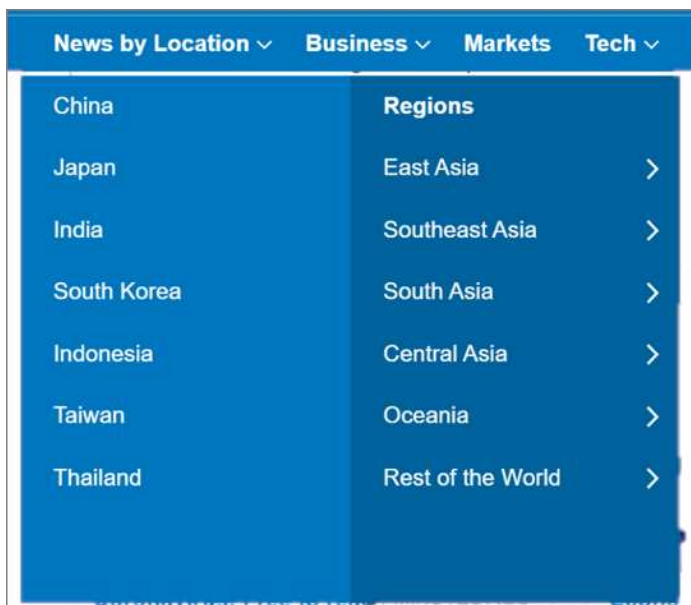 News by Location Business Markets Tech
China
Japan
India
South Korea
Indonesia
Taiwan
Thailand
Regions
East Asia
Southeast Asia
South Asia
Central Asia
Oceania
Rest of the World